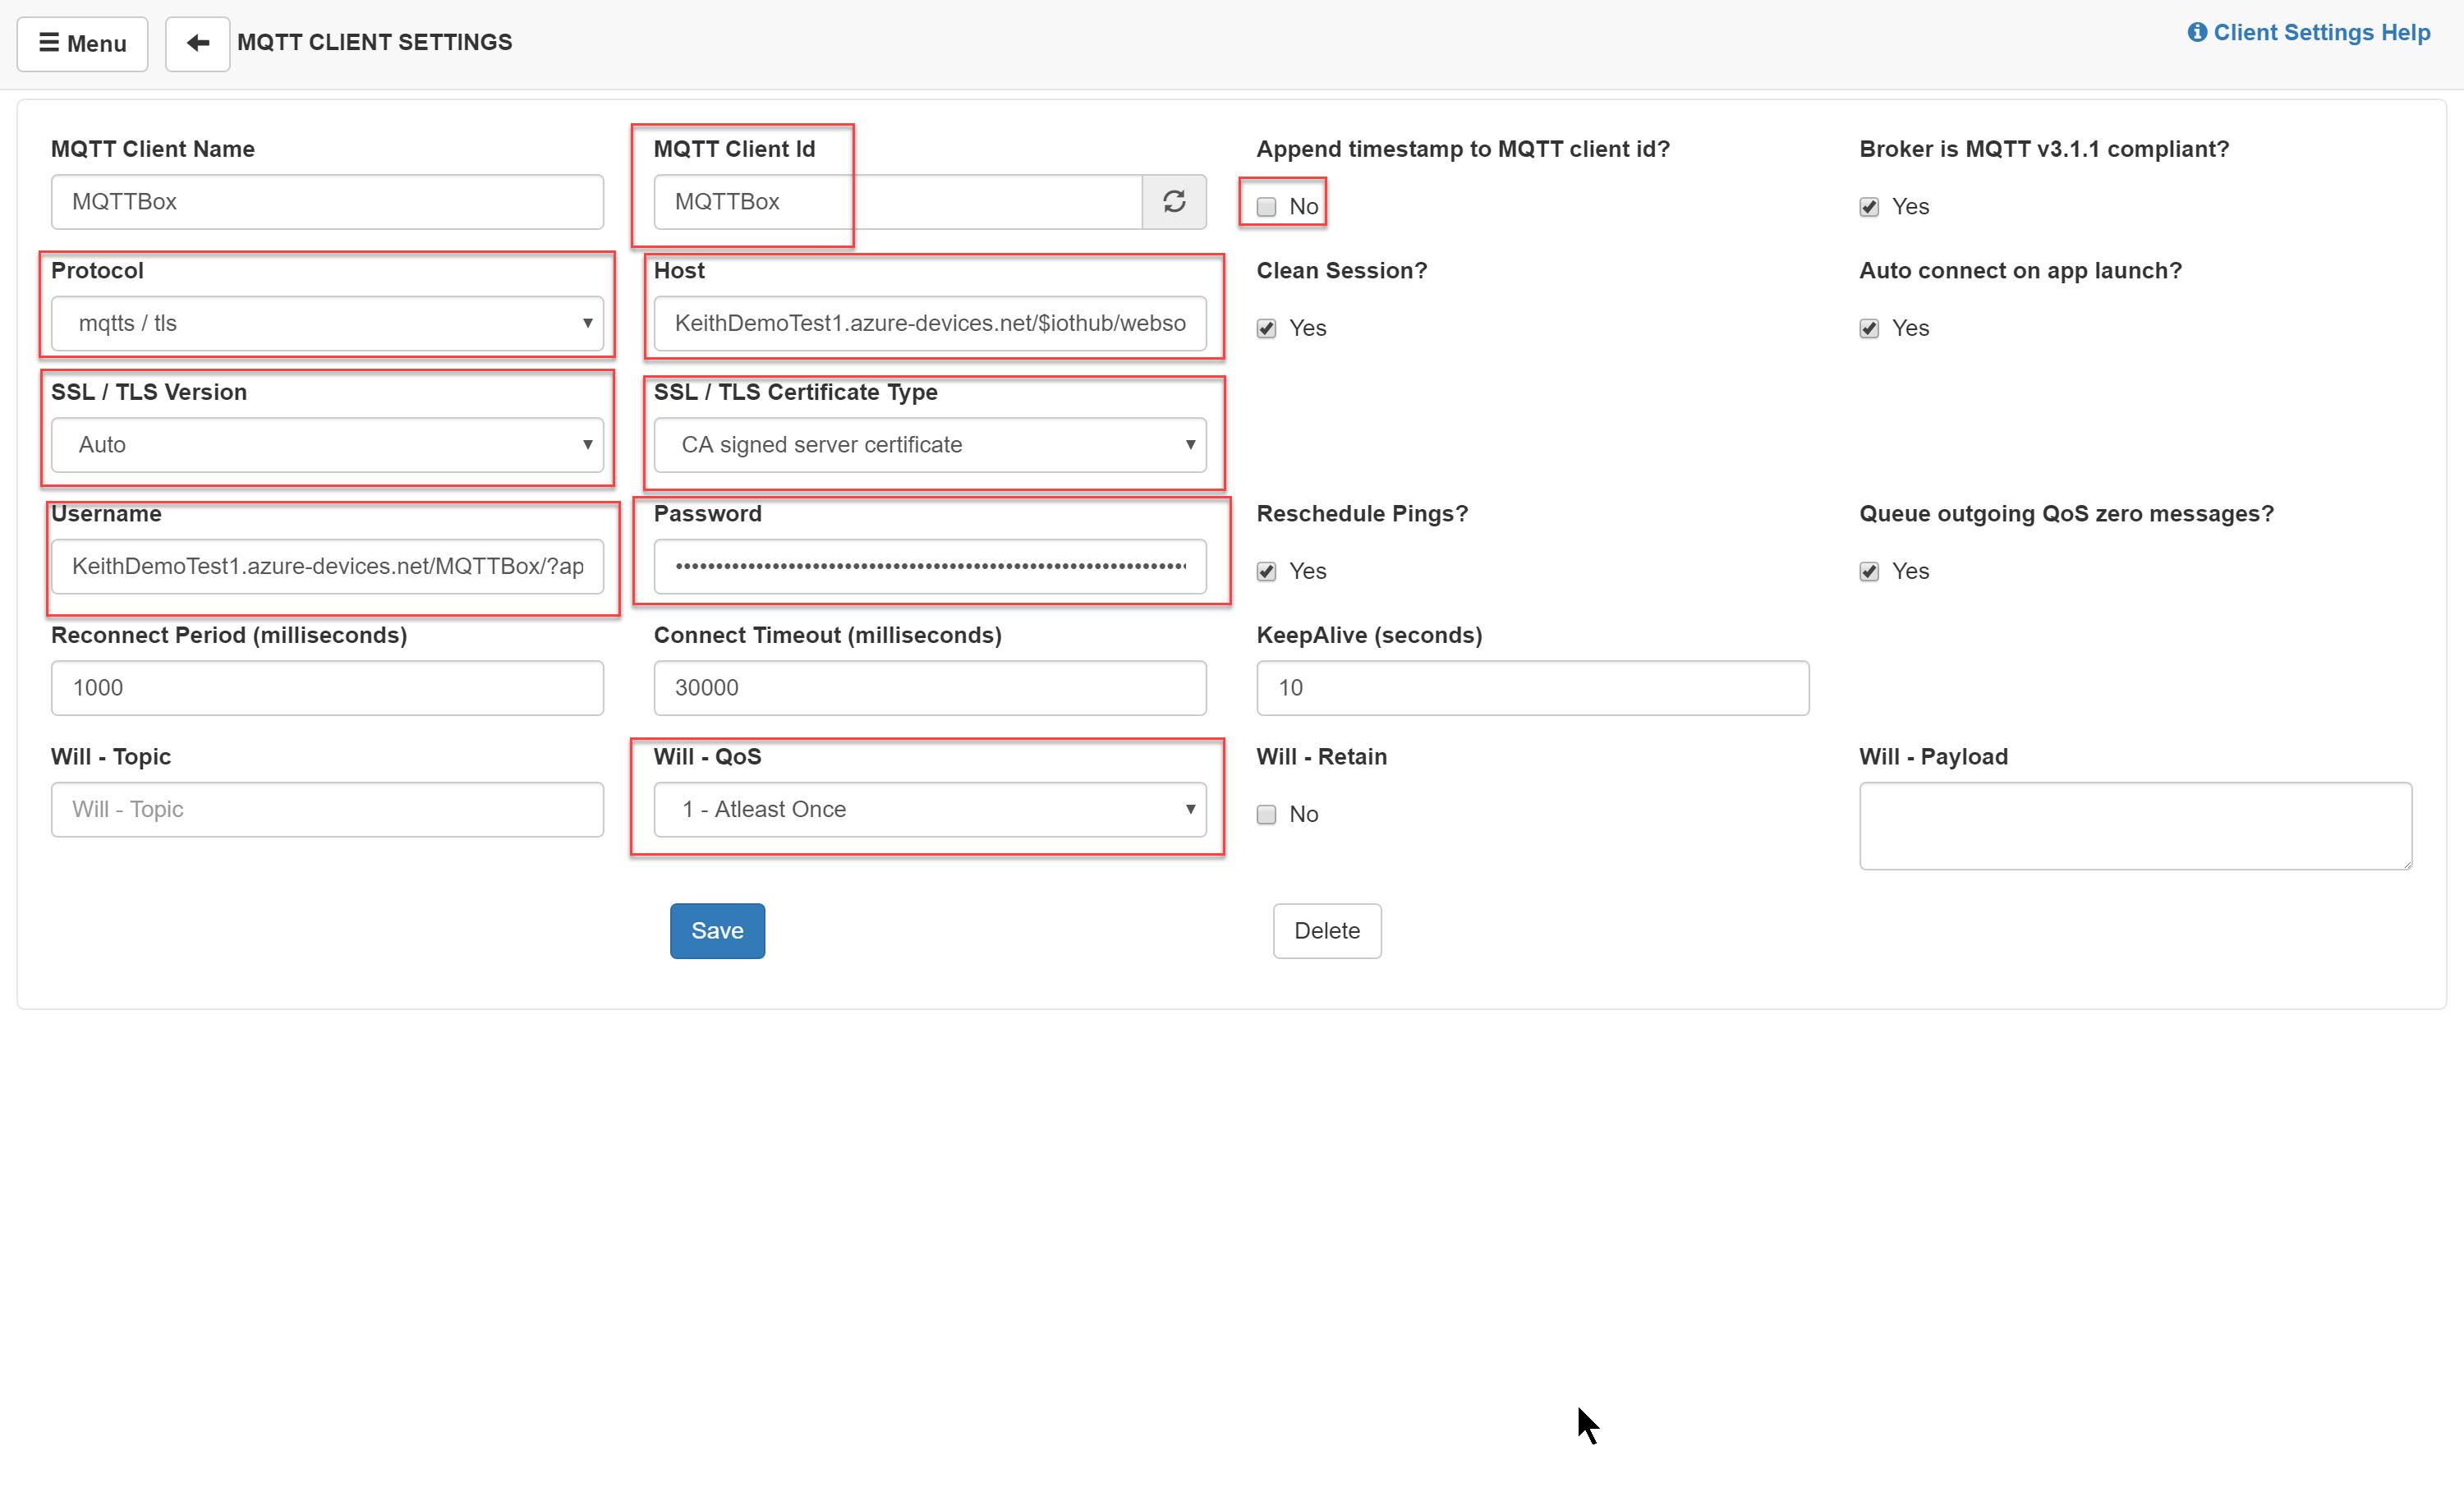 Menu
MQTT CLIENT SETTINGS
Client Settings Help
MQTT Client Name
MQTT Client Id
Append timestamp to MQTT client id?
Broker is MQTT v3.1.1 compliant?
MQTTBox
MQTTBox
No
Yes
Protocol
Host
Clean Session?
Auto connect on app launch?
mqtts / tls
KeithDemoTest1.azure-devices.net/$iothub/webso
Yes
Yes
SSL / TLS Version
SSL / TLS Certificate Type
Auto
CA signed server certificate
Username
Password
Reschedule Pings?
Queue outgoing QoS zero messages?
KeithDemoTest1.azure-devices.net/MQTTBox/?ap
Yes
Yes
Reconnect Period (milliseconds)
Connect Timeout (milliseconds)
KeepAlive (seconds)
1000
30000
10
Will - Topic
Will - QoS
Will - Retain
Will - Payload
Will - Topic
1 - Atleast Once
No
Save
Delete